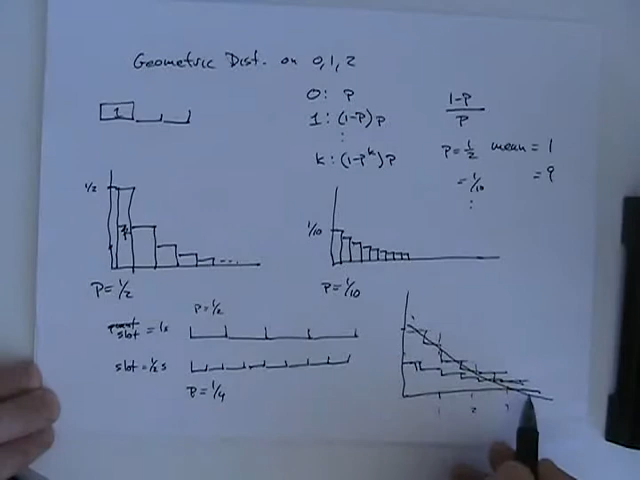 Geometric Dist. on 0, 1, 2
1
0: P
1: (1-P) P
⋮
k: (1-P^k) P
1-P
P
P = 1/2 mean = 1
= 1/10 = 9
⋮
1/2
1/4
...
P = 1/2
1/10
P = 1/10
P = 1/2
slot = 1s
slot = 1/2 s
P = 1/4
1 2 3